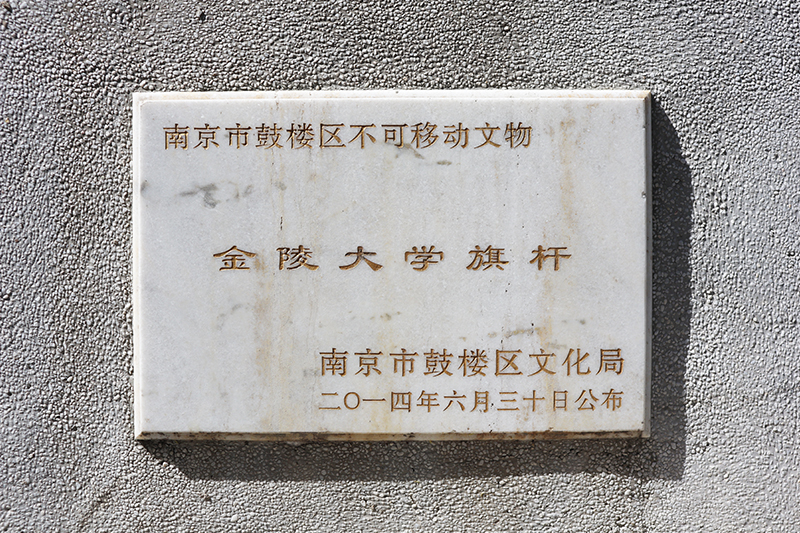 南京市鼓楼区不可移动文物
金陵大学旗杆
南京市鼓楼区文化局
二〇一四年六月三十日公布